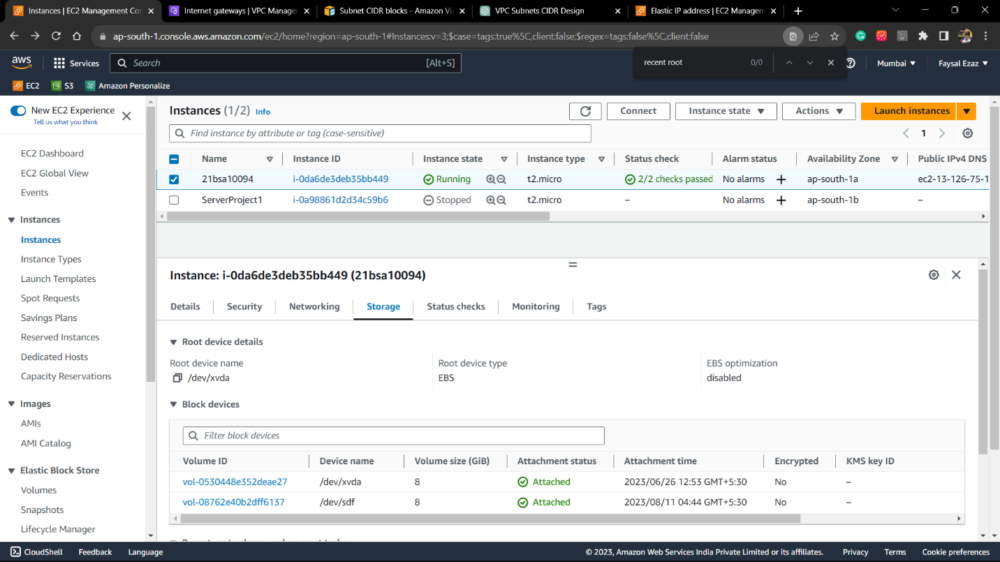 Instances | EC2 Management Con
Internet gateways | VPC Manager
Subnet CIDR blocks - Amazon Vi
VPC Subnets CIDR Design
Elastic IP address | EC2 Managem
ap-south-1.console.aws.amazon.com/ec2/home?region=ap-south-1#Instances:v=3;$case=tags:true%5C,client:false;$regex=tags:false%5C,client:false
aws
Services
Search
[Alt+S]
recent root
0/0
Mumbai
Faysal Ezaz
EC2
S3
Amazon Personalize
New EC2 Experience
Tell us what you think
EC2 Dashboard
EC2 Global View
Events
Instances
Instances
Instance Types
Launch Templates
Spot Requests
Savings Plans
Reserved Instances
Dedicated Hosts
Capacity Reservations
Images
AMIs
AMI Catalog
Elastic Block Store
Volumes
Snapshots
Lifecycle Manager
Instances (1/2) Info
Connect
Instance state
Actions
Launch instances
Find instance by attribute or tag (case-sensitive)
1
Name Instance ID Instance state Instance type Status check Alarm status Availability Zone Public IPv4 DNS
21bsa10094 i-0da6de3deb35bb449 Running t2.micro 2/2 checks passed No alarms + ap-south-1a ec2-13-126-75-1
ServerProject1 i-0a98861d2d34c59b6 Stopped t2.micro – No alarms + ap-south-1b –
Instance: i-0da6de3deb35bb449 (21bsa10094)
Details Security Networking Storage Status checks Monitoring Tags
Root device details
Root device name
/dev/xvda
Root device type
EBS
EBS optimization
disabled
Block devices
Filter block devices
Volume ID Device name Volume size (GiB) Attachment status Attachment time Encrypted KMS key ID
vol-0530448e352deae27 /dev/xvda 8 Attached 2023/06/26 12:53 GMT+5:30 No –
vol-08762e40b2dff6137 /dev/sdf 8 Attached 2023/08/11 04:44 GMT+5:30 No –
CloudShell
Feedback
Language
© 2023, Amazon Web Services India Private Limited or its affiliates.
Privacy
Terms
Cookie preferences